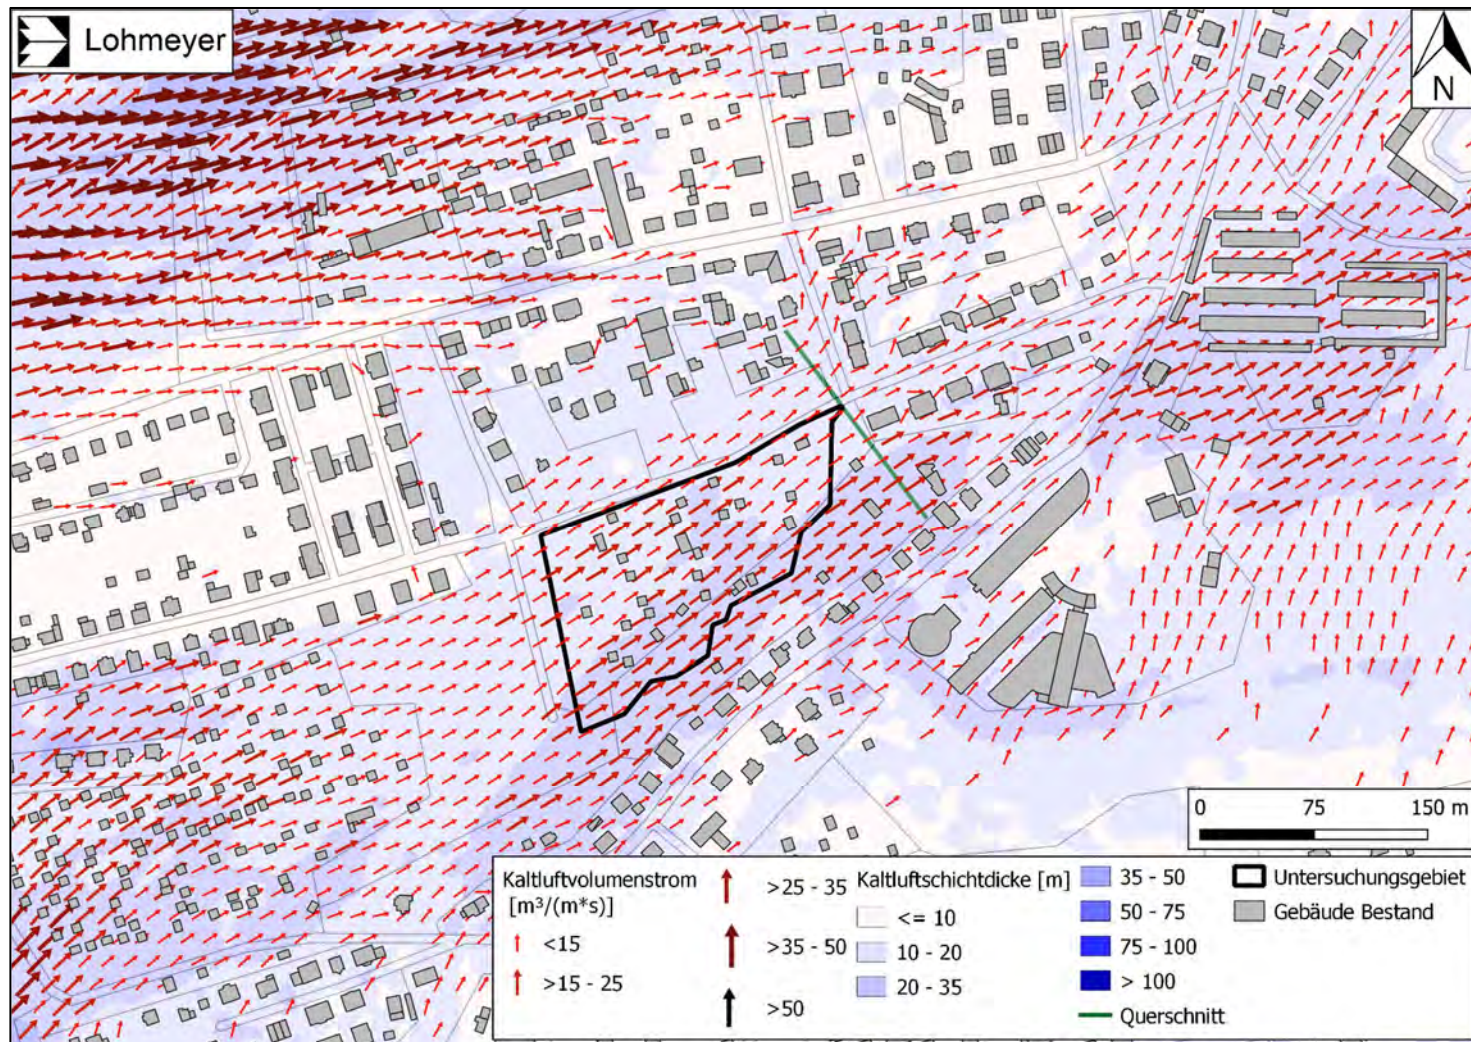 Lohmeyer
N
0 75 150 m
Kaltluftvolumenstrom
[m³/(m*s)]
<15
>15 - 25
>25 - 35
>35 - 50
>50
Kaltluftschichtdicke [m]
<= 10
10 - 20
20 - 35
35 - 50
50 - 75
75 - 100
> 100
Querschnitt
Untersuchungsgebiet
Gebäude Bestand